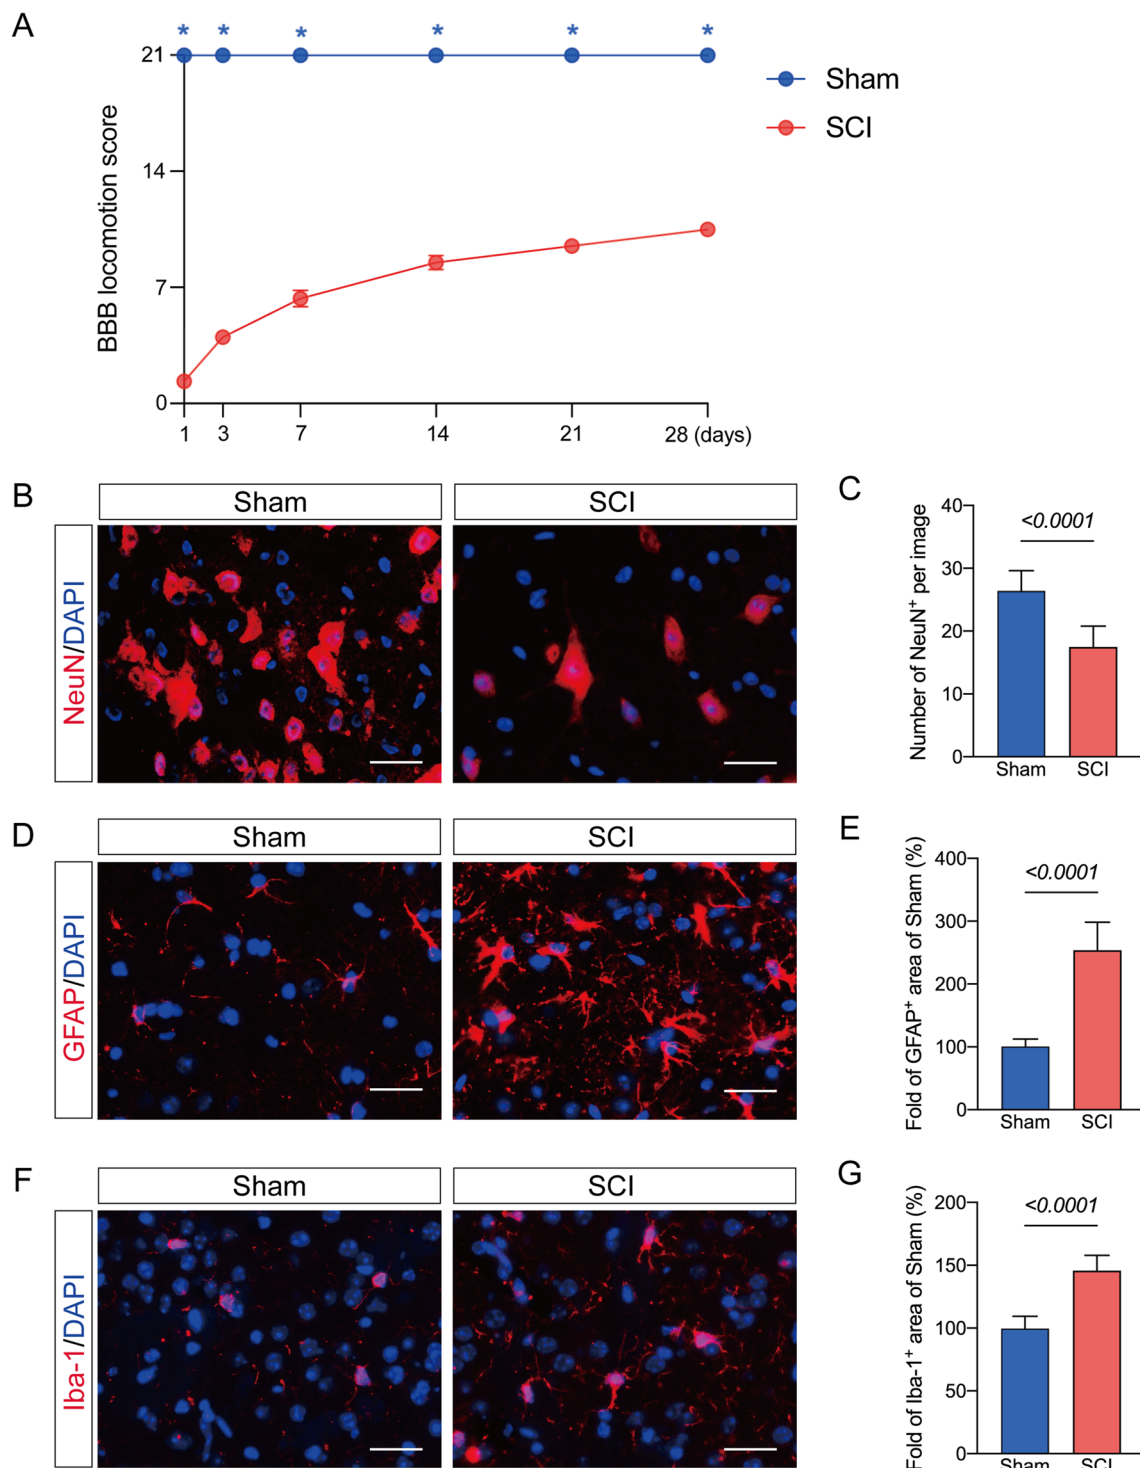 A
* * * * * *
21
14
7
0
BBB locomotion score
1 3 7 14 21 28 (days)
Sham
SCI
B
Sham
SCI
NeuN/DAPI
C
Number of NeuN⁺ per image
40
30
20
10
0
<0.0001
Sham SCI
D
Sham
SCI
GFAP/DAPI
E
Fold of GFAP⁺ area of Sham (%)
400
300
200
100
0
<0.0001
Sham SCI
F
Sham
SCI
Iba-1/DAPI
G
Fold of Iba-1⁺ area of Sham (%)
200
150
100
50
0
<0.0001
Sham SCI